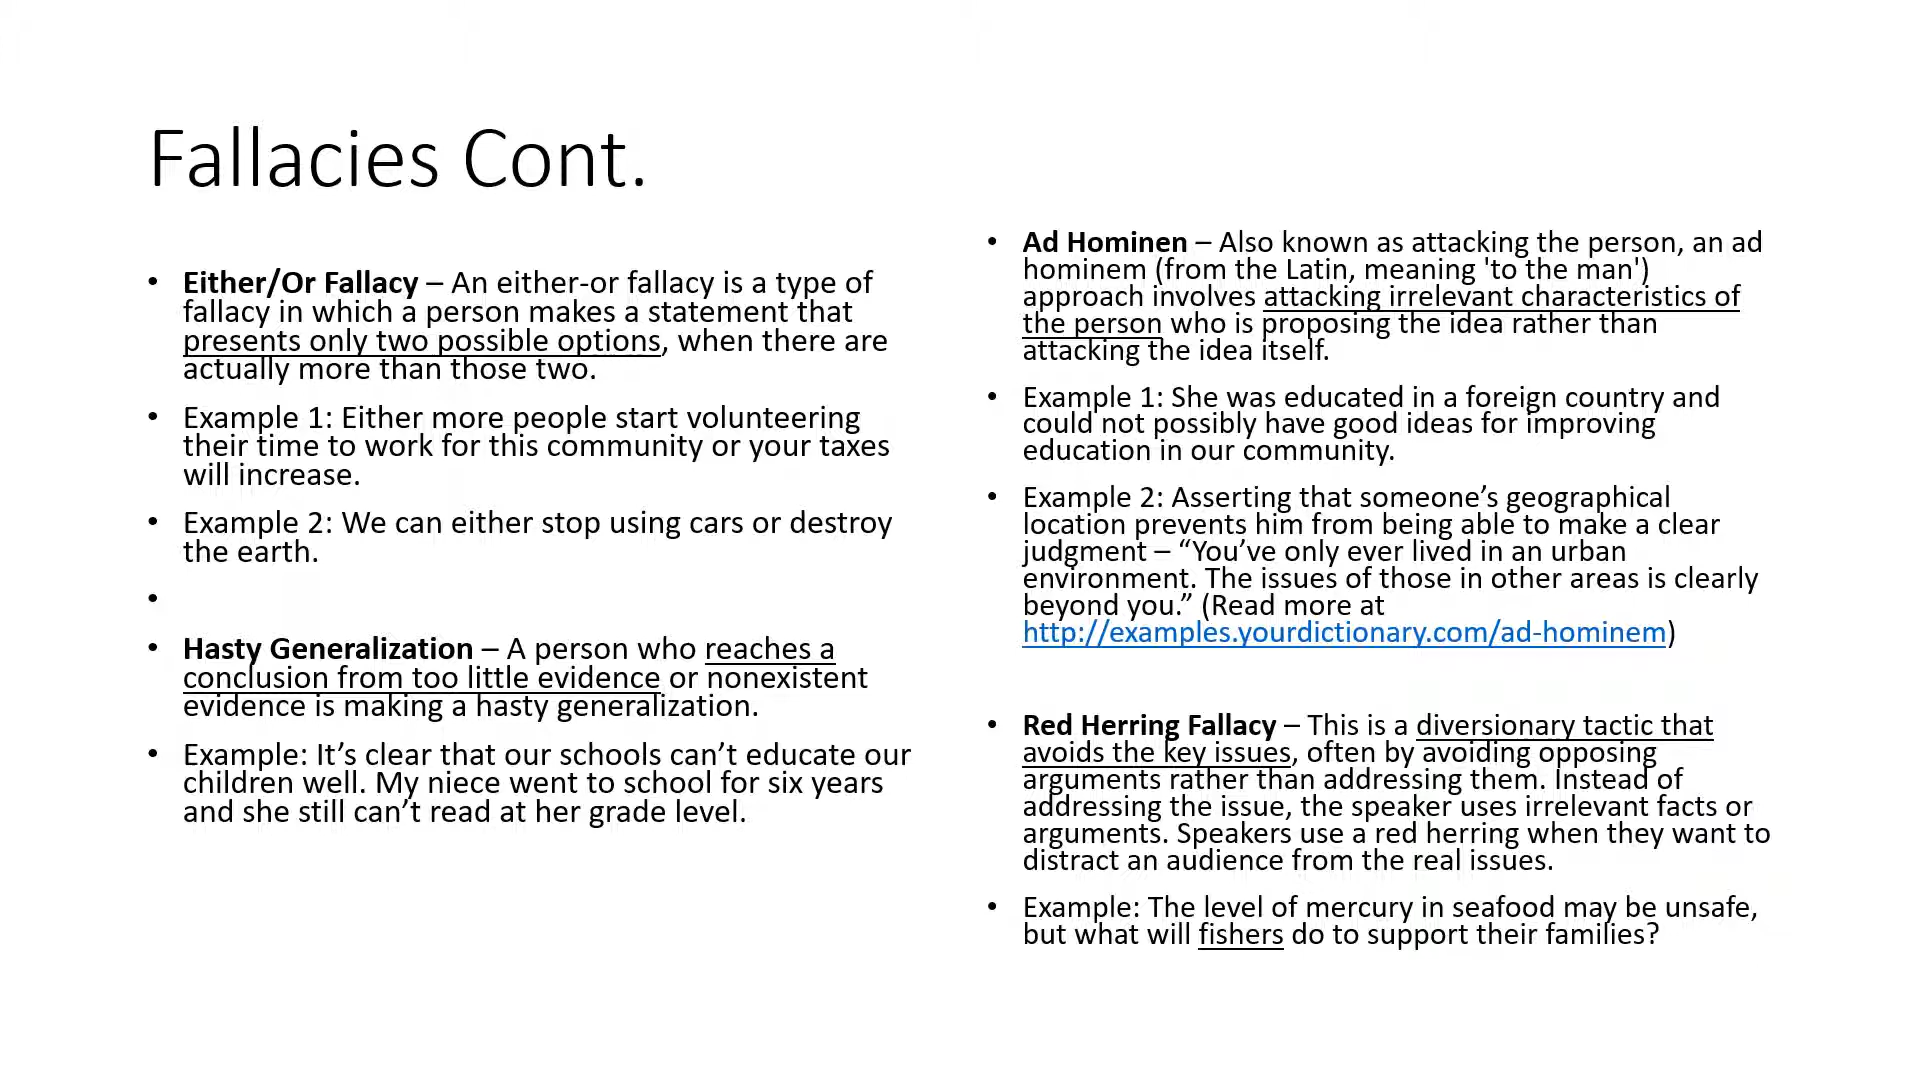 Fallacies Cont.
• Either/Or Fallacy – An either-or fallacy is a type of
fallacy in which a person makes a statement that
presents only two possible options, when there are
actually more than those two.
• Example 1: Either more people start volunteering
their time to work for this community or your taxes
will increase.
• Example 2: We can either stop using cars or destroy
the earth.
•
• Hasty Generalization – A person who reaches a
conclusion from too little evidence or nonexistent
evidence is making a hasty generalization.
• Example: It’s clear that our schools can’t educate our
children well. My niece went to school for six years
and she still can’t read at her grade level.
• Ad Hominen – Also known as attacking the person, an ad
hominem (from the Latin, meaning 'to the man')
approach involves attacking irrelevant characteristics of
the person who is proposing the idea rather than
attacking the idea itself.
• Example 1: She was educated in a foreign country and
could not possibly have good ideas for improving
education in our community.
• Example 2: Asserting that someone’s geographical
location prevents him from being able to make a clear
judgment – “You’ve only ever lived in an urban
environment. The issues of those in other areas is clearly
beyond you.” (Read more at
http://examples.yourdictionary.com/ad-hominem)
• Red Herring Fallacy – This is a diversionary tactic that
avoids the key issues, often by avoiding opposing
arguments rather than addressing them. Instead of
addressing the issue, the speaker uses irrelevant facts or
arguments. Speakers use a red herring when they want to
distract an audience from the real issues.
• Example: The level of mercury in seafood may be unsafe,
but what will fishers do to support their families?